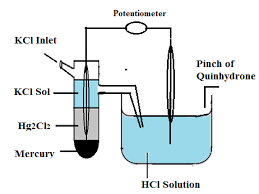 Potentiometer
KCl Inlet
Pinch of
Quinhydrone
KCl Sol
Hg2Cl2
Mercury
HCl Solution